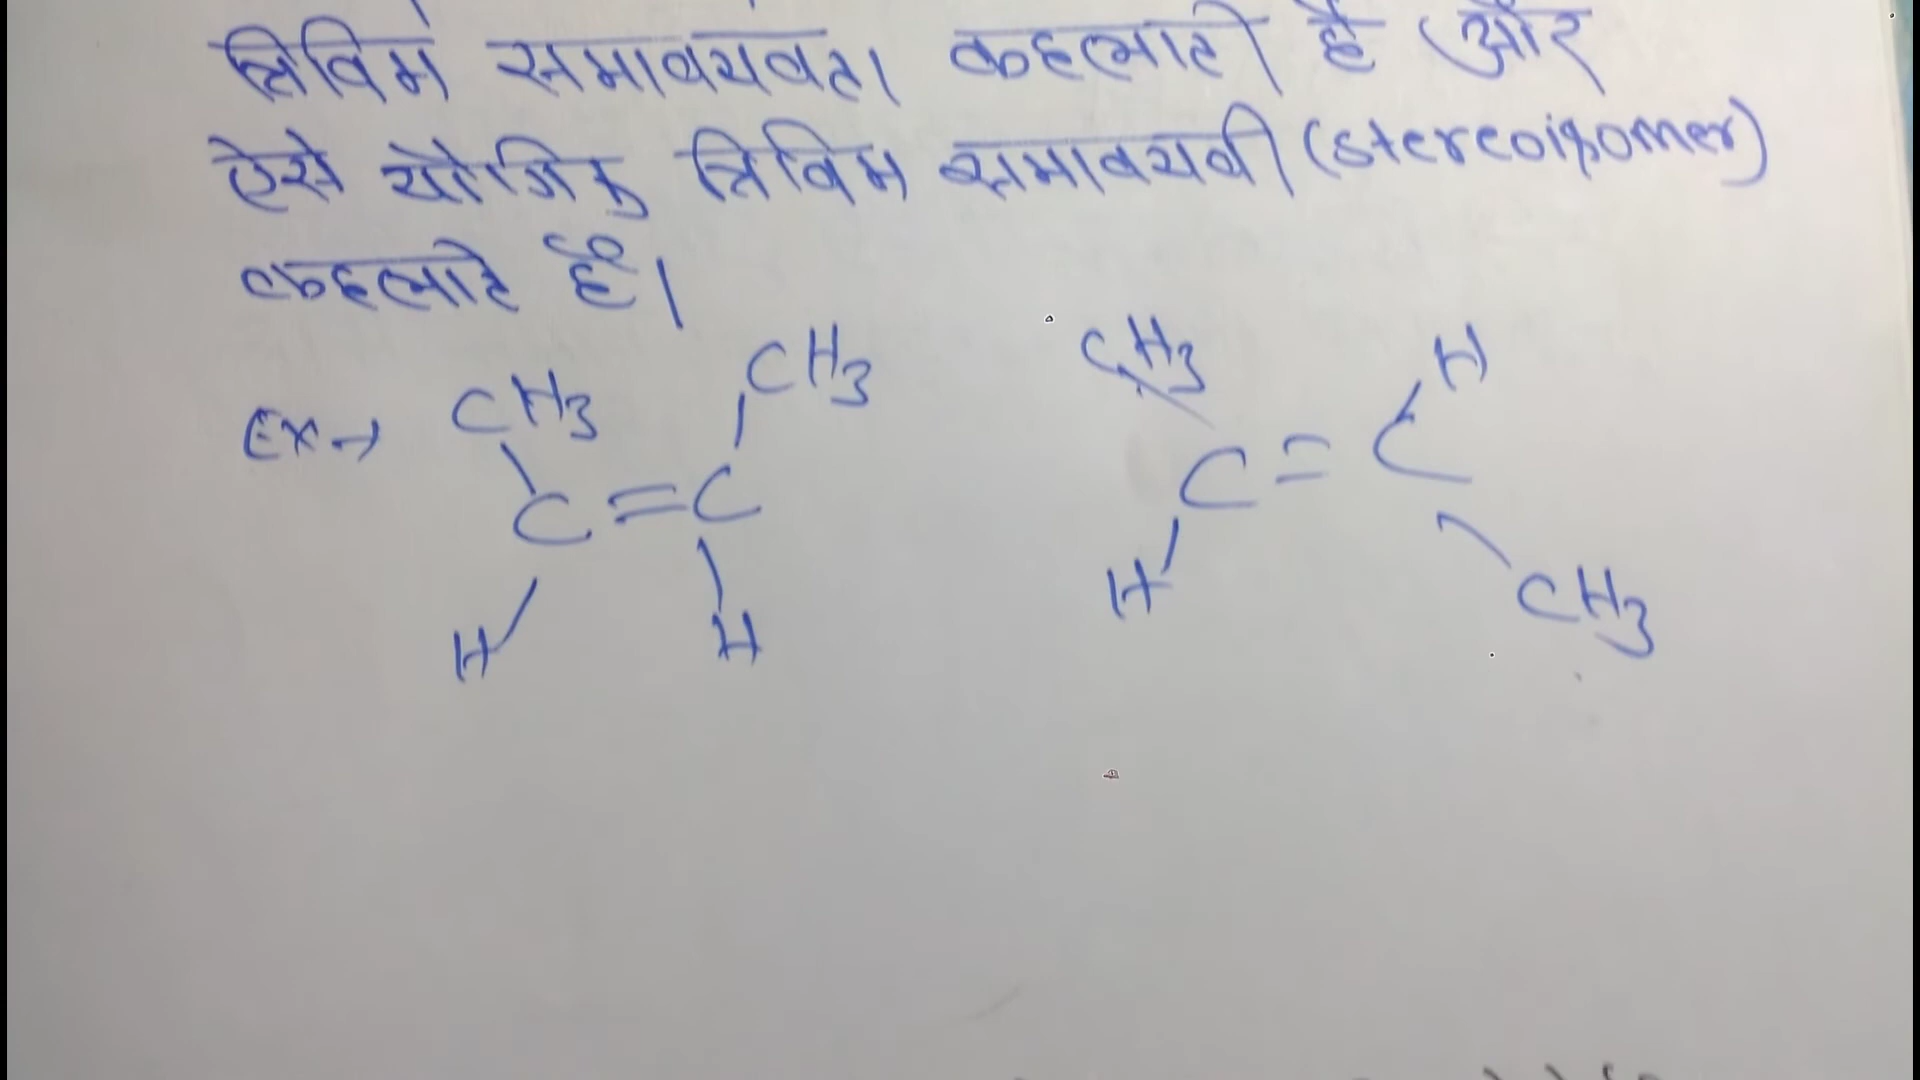 त्रिविम समावयवता कहलाती है और
ऐसे यौगिक त्रिविम समावयवी (stereoisomer)
कहलाते हैं।
CH3 CH3 CH3 H
Ex→
C=C C=C
H H H CH3